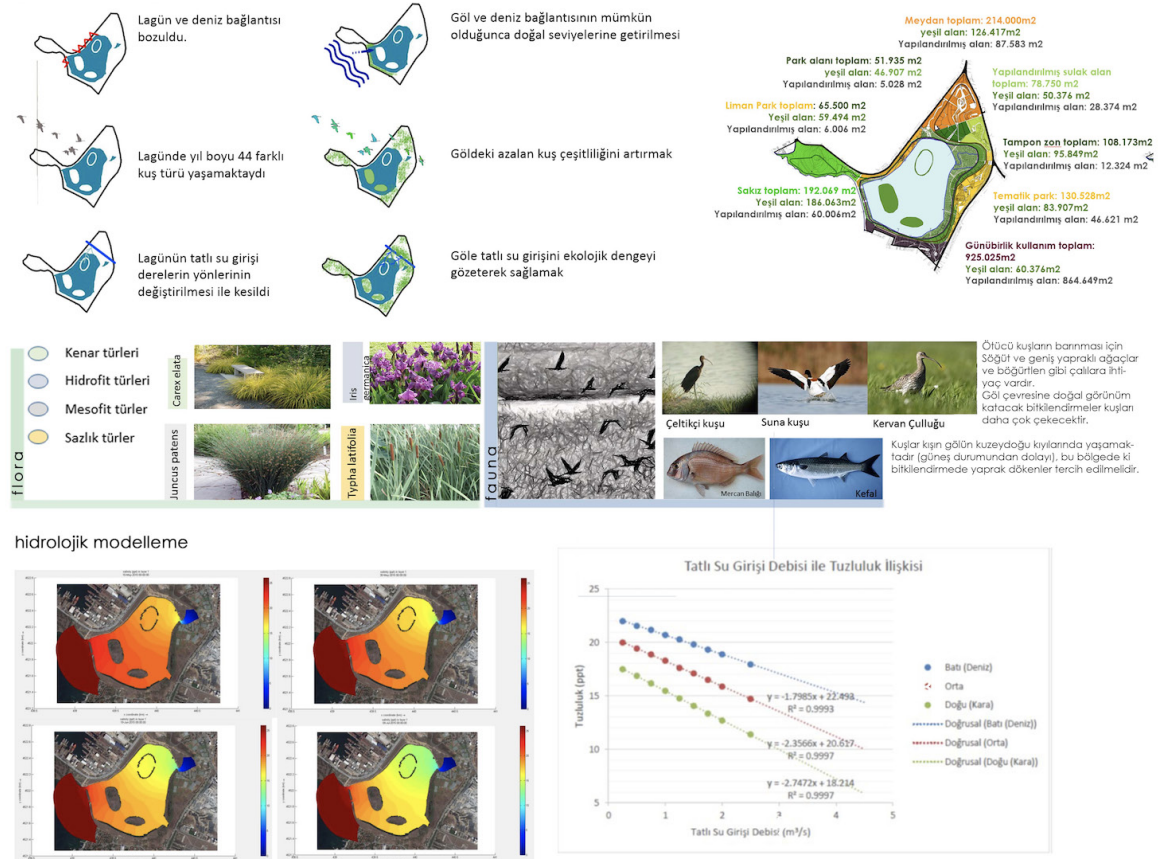 Lagün ve deniz bağlantısı
bozuldu.
Göl ve deniz bağlantısının mümkün
olduğunca doğal seviyelerine getirilmesi
Lagünde yıl boyu 44 farklı
kuş türü yaşamaktaydı
Göldeki azalan kuş çeşitliliğini artırmak
Lagünün tatlı su girişi
derelerin yönlerinin
değiştirilmesi ile kesildi
Göle tatlı su girişini ekolojik dengeyi
gözeterek sağlamak
Meydan toplam: 214.000m2
yeşil alan: 126.417m2
Yapılandırılmış alan: 87.583 m2
Park alanı toplam: 51.935 m2
yeşil alan: 46.907 m2
Yapılandırılmış alan: 5.028 m2
Yapılandırılmış sulak alan
toplam: 78.750 m2
Yeşil alan: 50.376 m2
Yapılandırılmış alan: 28.374 m2
Liman Park toplam: 65.500 m2
Yeşil alan: 59.494 m2
Yapılandırılmış alan: 6.006 m2
Tampon zon toplam: 108.173m2
Yeşil alan: 95.849m2
Yapılandırılmış alan: 12.324 m2
Sakız toplam: 192.069 m2
Yeşil alan: 186.063m2
Yapılandırılmış alan: 60.006m2
Tematik park: 130.528m2
yeşil alan: 83.907m2
Yapılandırılmış alan: 46.621 m2
Günübirlik kullanım toplam:
925.025m2
Yeşil alan: 60.376m2
Yapılandırılmış alan: 864.649m2
flora
Kenar türleri
Hidrofit türleri
Mesofit türler
Sazlık türler
Carex elata
Iris
germanica
Juncus patens
Typha latifolia
fauna
Çeltikçi kuşu
Suna kuşu
Kervan Çulluğu
Mercan Balığı
Kefal
Ötücü kuşların barınması için
Söğüt ve geniş yapraklı ağaçlar
ve böğürtlen gibi çalılara ihti-
yaç vardır.
Göl çevresine doğal görünüm
katacak bitkilendirmeler kuşları
daha çok çekecektir.
Kuşlar kışın gölün kuzeydoğu kıyılarında yaşamak-
tadır (güneş durumundan dolayı), bu bölgede ki
bitkilendirmede yaprak dökenler tercih edilmelidir.
hidrolojik modelleme
Tatlı Su Girişi Debisi ile Tuzluluk İlişkisi
Tuzluluk (ppt)
25
20
15
10
5
0
1
2
3
4
5
Tatlı Su Girişi Debisi (m³/s)
y = -1.7985x + 22.493
R² = 0.9993
y = -2.3566x + 20.617
R² = 0.9997
y = -2.7472x + 18.214
R² = 0.9997
Batı (Deniz)
Orta
Doğu (Kara)
Doğrusal (Batı (Deniz))
Doğrusal (Orta)
Doğrusal (Doğu (Kara))